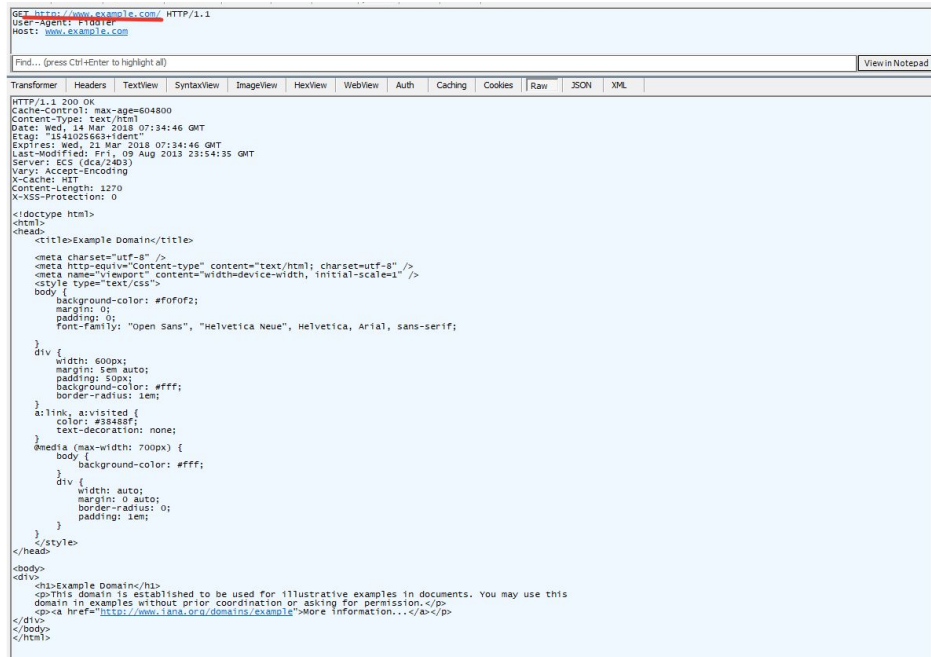 GET http://www.example.com/ HTTP/1.1
User-Agent: Fiddler
Host: www.example.com
Find... (press Ctrl+Enter to highlight all)
View in Notepad
Transformer Headers TextView SyntaxView ImageView HexView WebView Auth Caching Cookies Raw JSON XML
HTTP/1.1 200 OK
Cache-Control: max-age=604800
Content-Type: text/html
Date: Wed, 14 Mar 2018 07:34:46 GMT
Etag: "1541025663+ident"
Expires: Wed, 21 Mar 2018 07:34:46 GMT
Last-Modified: Fri, 09 Aug 2013 23:54:35 GMT
Server: ECS (dca/24D3)
Vary: Accept-Encoding
X-Cache: HIT
Content-Length: 1270
X-XSS-Protection: 0
<!doctype html>
<html>
<head>
<title>Example Domain</title>
<meta charset="utf-8" />
<meta http-equiv="Content-type" content="text/html; charset=utf-8" />
<meta name="viewport" content="width=device-width, initial-scale=1" />
<style type="text/css">
body {
background-color: #f0f0f2;
margin: 0;
padding: 0;
font-family: "Open Sans", "Helvetica Neue", Helvetica, Arial, sans-serif;
}
div {
width: 600px;
margin: 5em auto;
padding: 50px;
background-color: #fff;
border-radius: 1em;
}
a:link, a:visited {
color: #38488f;
text-decoration: none;
}
@media (max-width: 700px) {
body {
background-color: #fff;
}
div {
width: auto;
margin: 0 auto;
border-radius: 0;
padding: 1em;
}
}
</style>
</head>
<body>
<div>
<h1>Example Domain</h1>
<p>This domain is established to be used for illustrative examples in documents. You may use this
domain in examples without prior coordination or asking for permission.</p>
<p><a href="http://www.iana.org/domains/example">More information...</a></p>
</div>
</body>
</html>